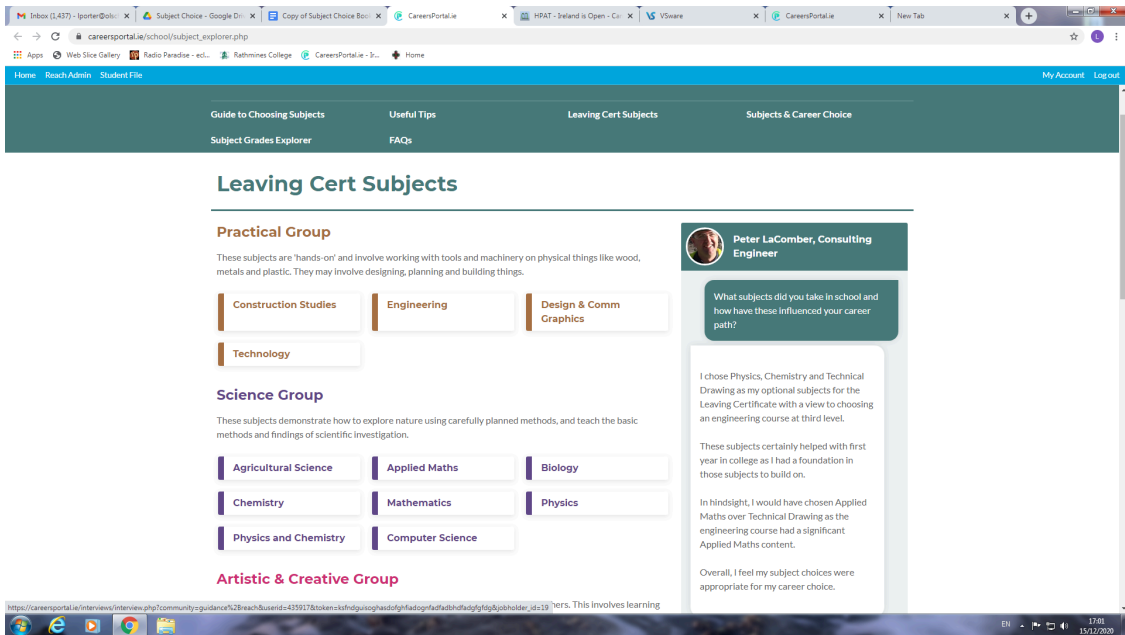 Inbox (1,437) - lporter@olsc
Subject Choice - Google Dri
Copy of Subject Choice Boo
CareersPortal.ie
HPAT - Ireland is Open - Ca
VSware
CareersPortal.ie
New Tab
careersportal.ie/school/subject_explorer.php
L
Apps
Web Slice Gallery
Radio Paradise - ecl...
Rathmines College
CareersPortal.ie - Ir...
Home
Home Reach Admin Student File
My Account Log out
Guide to Choosing Subjects
Useful Tips
Leaving Cert Subjects
Subjects & Career Choice
Subject Grades Explorer
FAQs
Leaving Cert Subjects
Practical Group
These subjects are 'hands-on' and involve working with tools and machinery on physical things like wood,
metals and plastic. They may involve designing, planning and building things.
Construction Studies
Engineering
Design & Comm
Graphics
Technology
Science Group
These subjects demonstrate how to explore nature using carefully planned methods, and teach the basic
methods and findings of scientific investigation.
Agricultural Science
Applied Maths
Biology
Chemistry
Mathematics
Physics
Physics and Chemistry
Computer Science
Artistic & Creative Group
hers. This involves learning
Peter LaComber, Consulting
Engineer
What subjects did you take in school and
how have these influenced your career
path?
I chose Physics, Chemistry and Technical
Drawing as my optional subjects for the
Leaving Certificate with a view to choosing
an engineering course at third level.
These subjects certainly helped with first
year in college as I had a foundation in
those subjects to build on.
In hindsight, I would have chosen Applied
Maths over Technical Drawing as the
engineering course had a significant
Applied Maths content.
Overall, I feel my subject choices were
appropriate for my career choice.
EN
17:01
15/12/2020